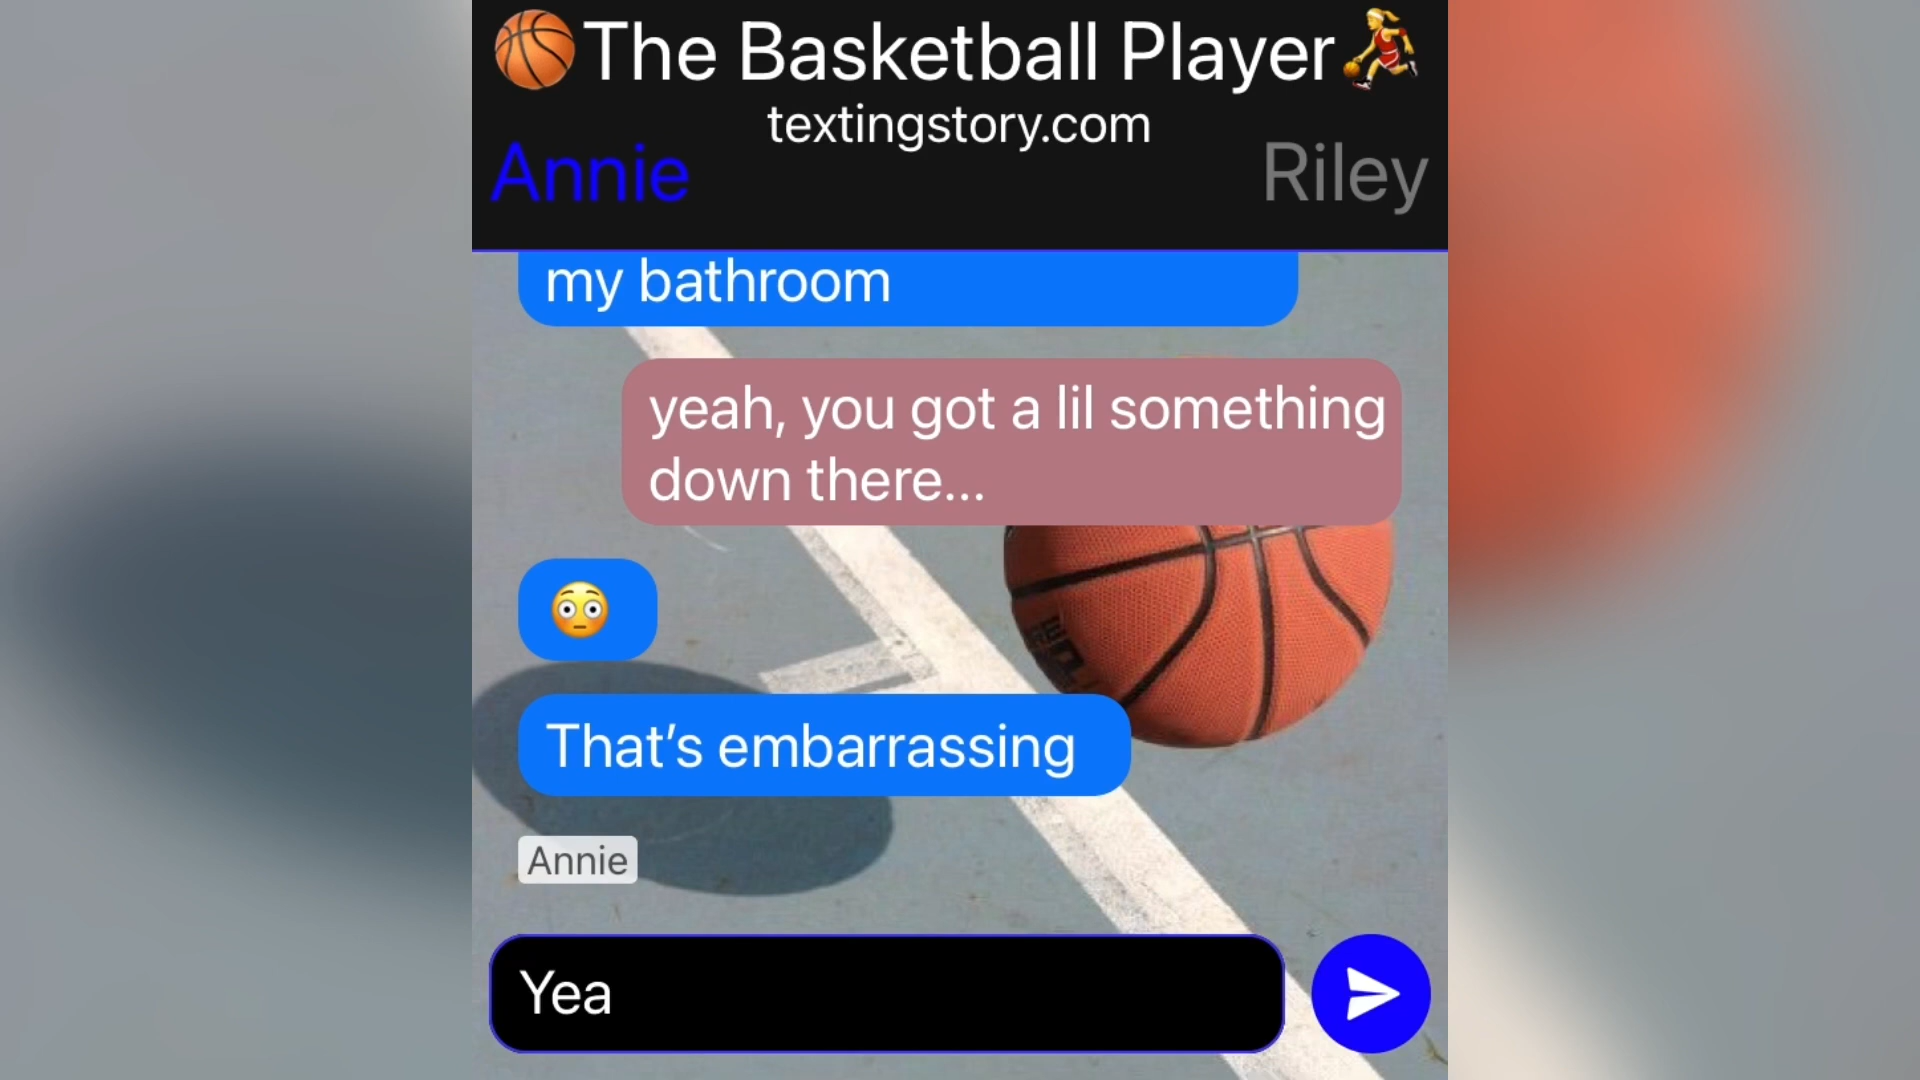 🏀The Basketball Player⛹️‍♀️
textingstory.com
Annie
Riley
my bathroom
yeah, you got a lil something
down there...
😳
That’s embarrassing
Annie
Yea